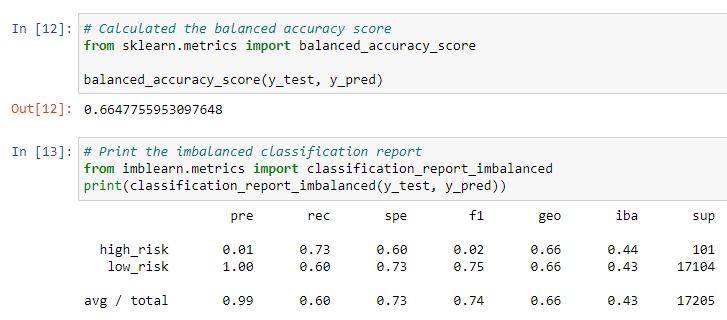 In [12]: # Calculated the balanced accuracy score
from sklearn.metrics import balanced_accuracy_score
balanced_accuracy_score(y_test, y_pred)
Out[12]: 0.6647755953097648
In [13]: # Print the imbalanced classification report
from imblearn.metrics import classification_report_imbalanced
print(classification_report_imbalanced(y_test, y_pred))
pre rec spe f1 geo iba sup
high_risk 0.01 0.73 0.60 0.02 0.66 0.44 101
low_risk 1.00 0.60 0.73 0.75 0.66 0.43 17104
avg / total 0.99 0.60 0.73 0.74 0.66 0.43 17205